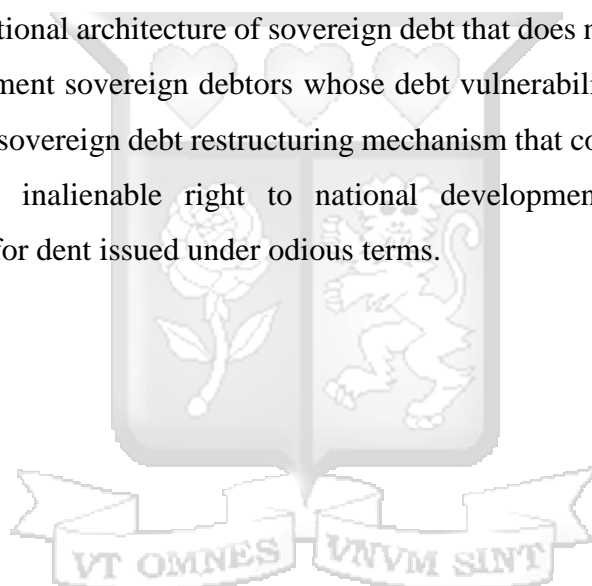 tional architecture of sovereign debt that does n
ment sovereign debtors whose debt vulnerabili
sovereign debt restructuring mechanism that co
inalienable right to national developmen
for dent issued under odious terms.
VT OMNES VNVM SINT